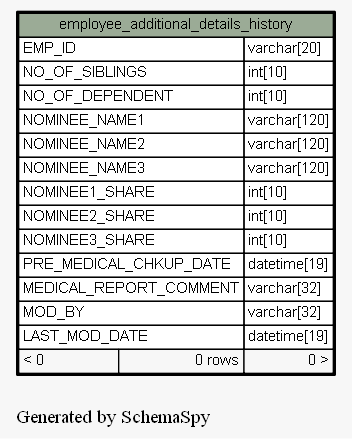 employee_additional_details_history
EMP_ID varchar[20]
NO_OF_SIBLINGS int[10]
NO_OF_DEPENDENT int[10]
NOMINEE_NAME1 varchar[120]
NOMINEE_NAME2 varchar[120]
NOMINEE_NAME3 varchar[120]
NOMINEE1_SHARE int[10]
NOMINEE2_SHARE int[10]
NOMINEE3_SHARE int[10]
PRE_MEDICAL_CHKUP_DATE datetime[19]
MEDICAL_REPORT_COMMENT varchar[32]
MOD_BY varchar[32]
LAST_MOD_DATE datetime[19]
< 0 0 rows 0 >
Generated by SchemaSpy